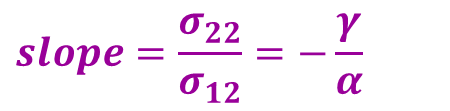 slope = σ₂₂ / σ₁₂ = − γ / α